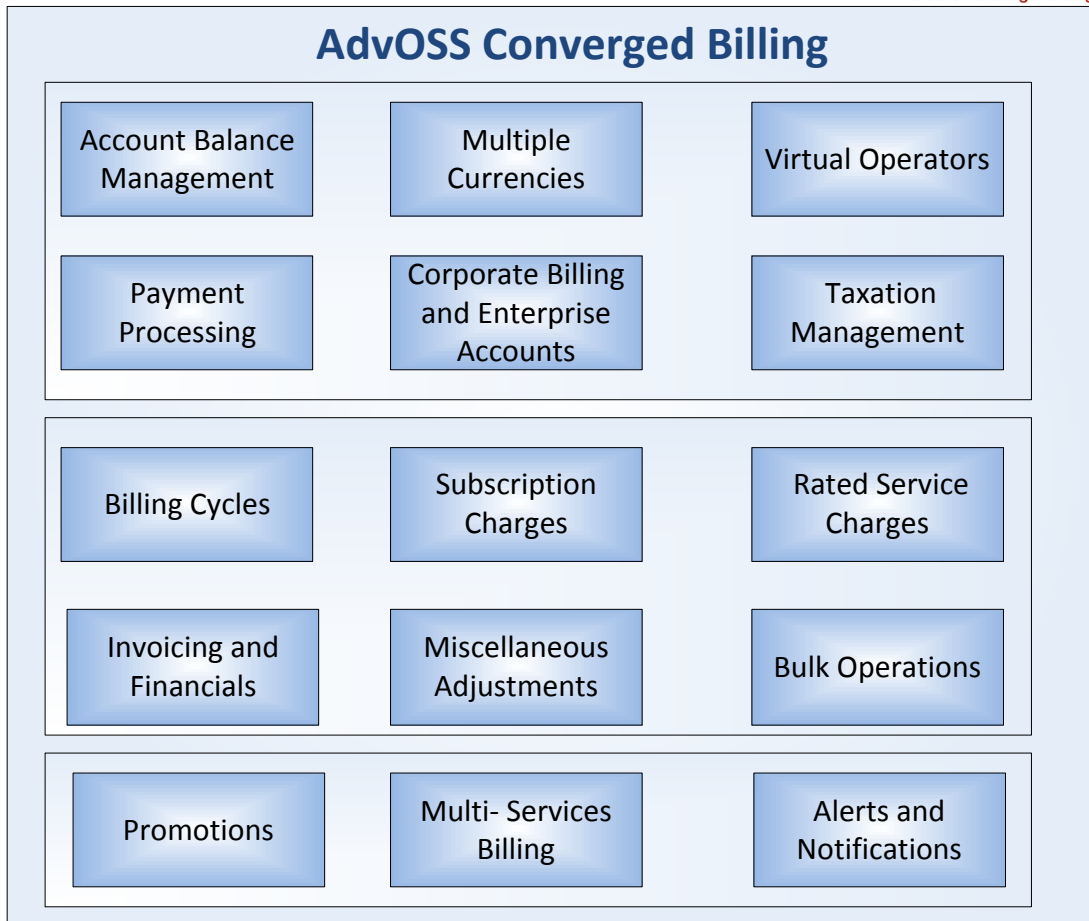 AdvOSS Converged Billing
Account Balance
Management
Multiple
Currencies
Virtual Operators
Payment
Processing
Corporate Billing
and Enterprise
Accounts
Taxation
Management
Billing Cycles
Subscription
Charges
Rated Service
Charges
Invoicing and
Financials
Miscellaneous
Adjustments
Bulk Operations
Promotions
Multi- Services
Billing
Alerts and
Notifications